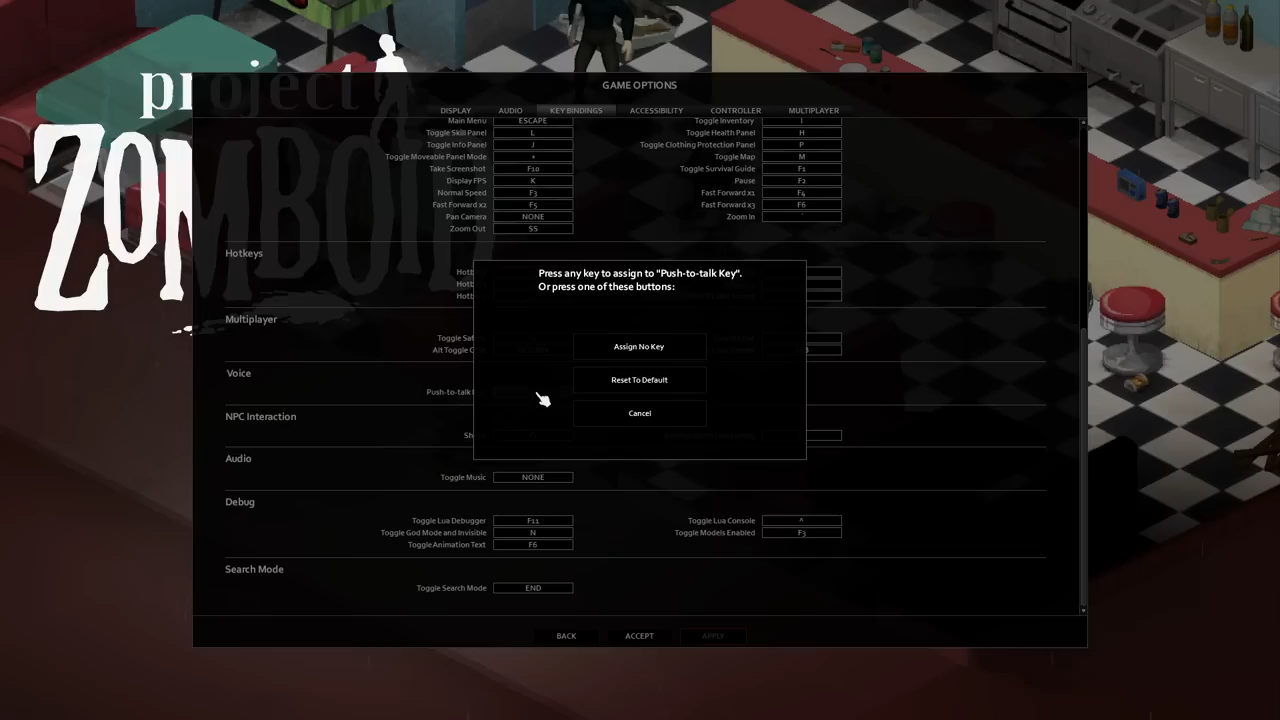 project
ZOMBOID
GAME OPTIONS
DISPLAY AUDIO KEY BINDINGS ACCESSIBILITY CONTROLLER MULTIPLAYER
Main Menu ESCAPE Toggle Inventory I
Toggle Skill Panel L Toggle Health Panel H
Toggle Info Panel J Toggle Clothing Protection Panel P
Toggle Moveable Panel Mode + Toggle Map M
Take Screenshot F10 Toggle Survival Guide F1
Display FPS K Pause F2
Normal Speed F3 Fast Forward x1 F4
Fast Forward x2 F5 Fast Forward x3 F6
Pan Camera NONE Zoom In
Zoom Out SS
Hotkeys
Multiplayer
Voice
Push-to-talk
NPC Interaction
Audio
Toggle Music NONE
Debug
Toggle Lua Debugger F11 Toggle Lua Console ^
Toggle God Mode and Invisible N Toggle Models Enabled F3
Toggle Animation Text F6
Search Mode
Toggle Search Mode END
BACK ACCEPT APPLY
Press any key to assign to "Push-to-talk Key".
Or press one of these buttons:
Assign No Key
Reset To Default
Cancel